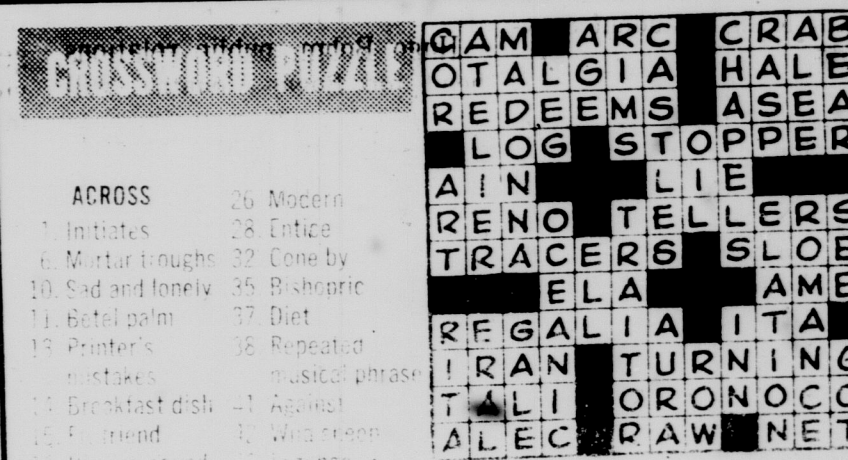 CROSSWORD PUZZLE
ACROSS
1. Initiates
6. Mortar troughs
10. Sad and lonely
11. Betel palm
13. Printer's
mistakes
14. Breakfast dish
friend
26 Modern
28. Entice
32 Gone by
35. Bishopric
37. Diet
38 Repeated
musical phrase
41 Against
42
GAM ARC CRAB
OTALGIA HALE
REDEEMS ASEA
LOG STOPPER
AIN LIE
RENO TELLERS
TRACERS SLOE
ELA AME
REGALIA ITA
IRAN TURNING
TALI ORONOCO
ALEC RAW NET